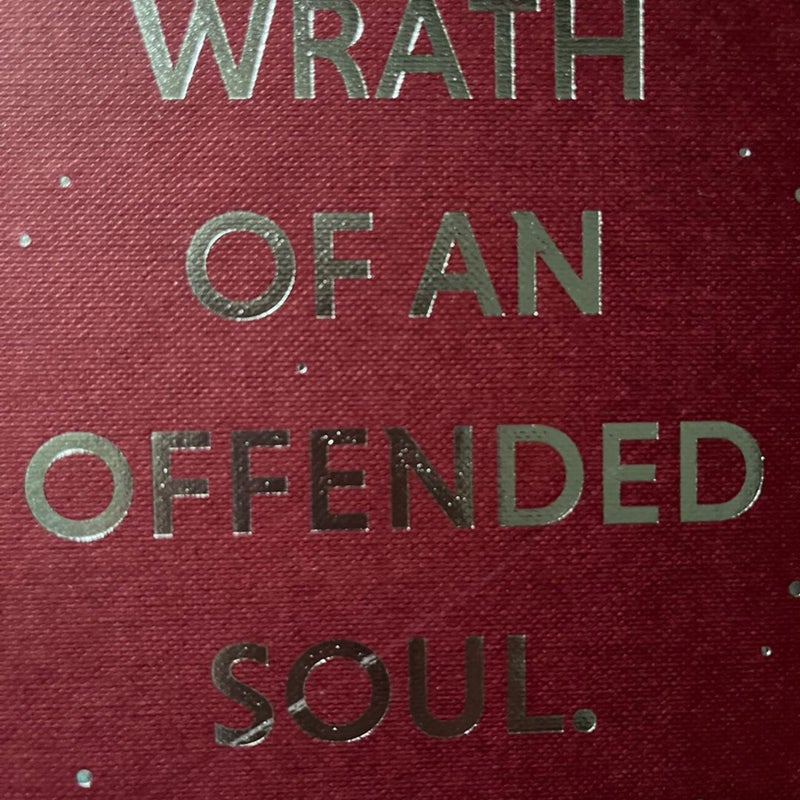 WRATH
OF AN
OFFENDED
SOUL.